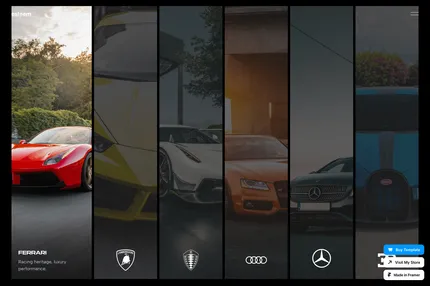 FERRARI
Racing heritage, luxury
performance.
Buy Template
Visit My Store
Made in Framer